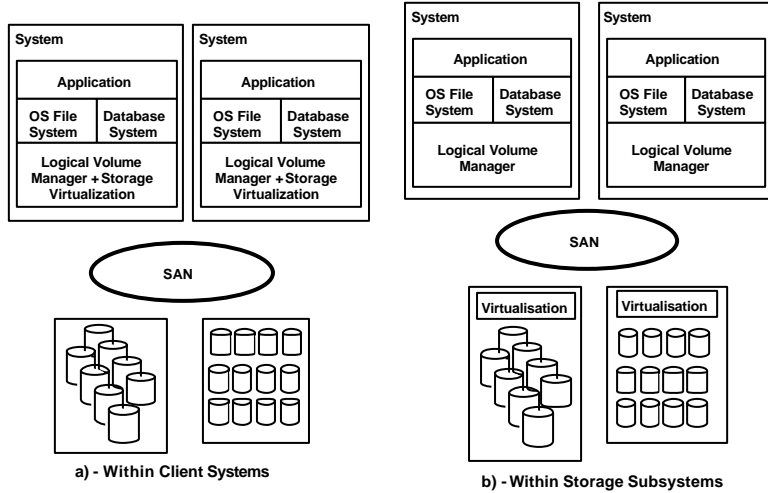 System
Application
OS File
System
Database
System
Logical Volume
Manager + Storage
Virtualization
System
Application
OS File
System
Database
System
Logical Volume
Manager + Storage
Virtualization
SAN
a) - Within Client Systems
System
Application
OS File
System
Database
System
Logical Volume
Manager
System
Application
OS File
System
Database
System
Logical Volume
Manager
SAN
Virtualisation
Virtualisation
b) - Within Storage Subsystems